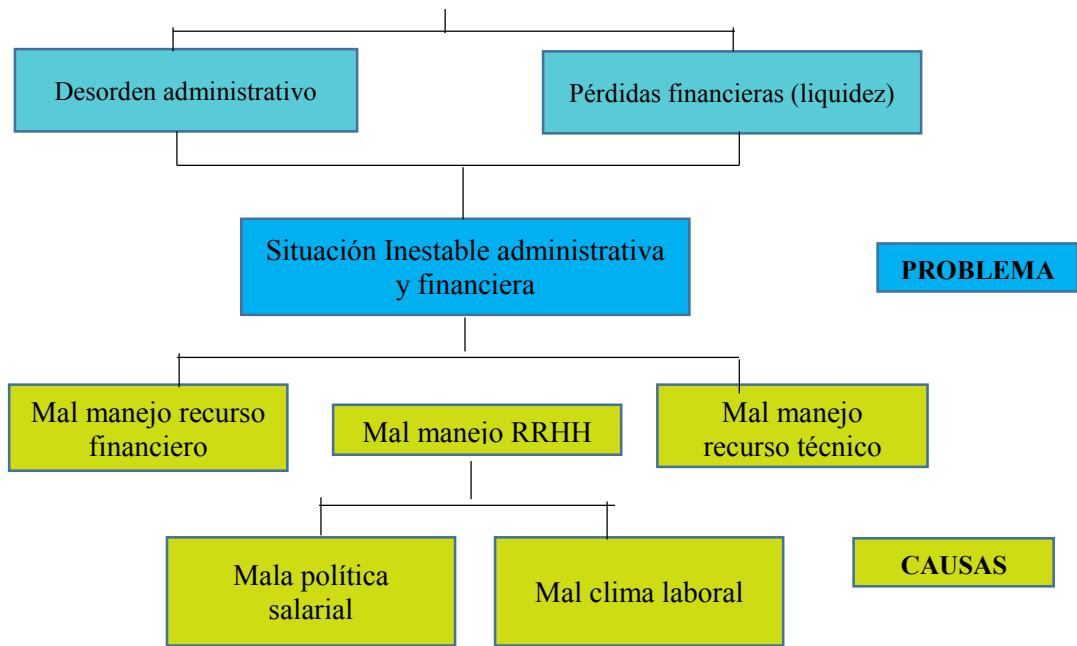 Desorden administrativo
Pérdidas financieras (liquidez)
Situación Inestable administrativa
y financiera
PROBLEMA
Mal manejo recurso
financiero
Mal manejo RRHH
Mal manejo
recurso técnico
Mala política
salarial
Mal clima laboral
CAUSAS